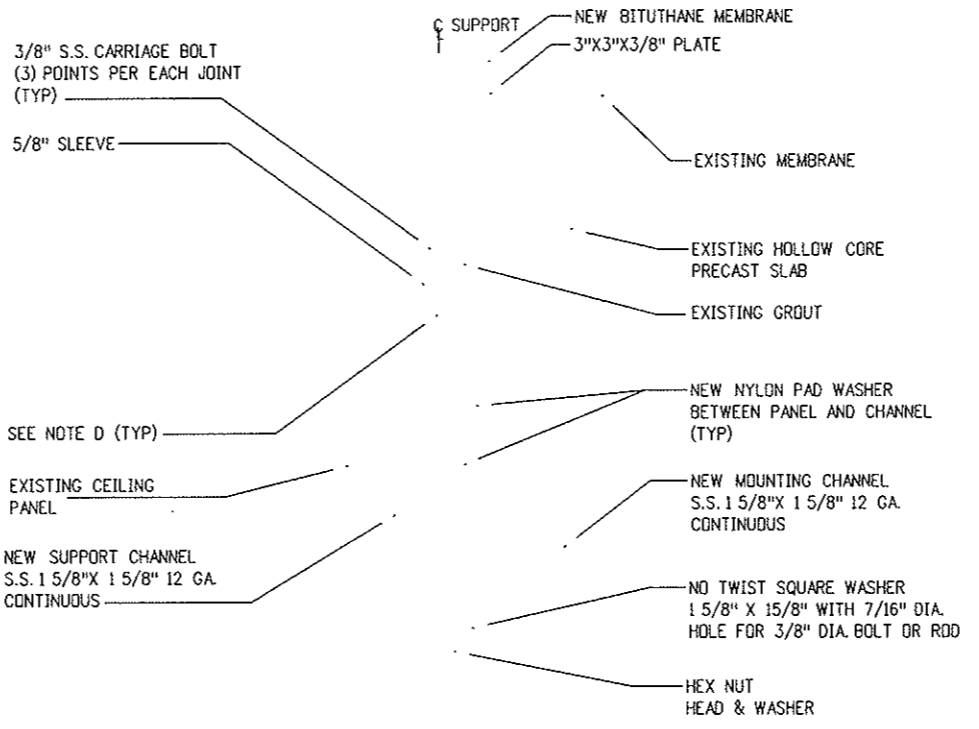 ℄ SUPPORT
NEW BITUTHANE MEMBRANE
3"X3"X3/8" PLATE
3/8" S.S. CARRIAGE BOLT
(3) POINTS PER EACH JOINT
(TYP)
5/8" SLEEVE
EXISTING MEMBRANE
EXISTING HOLLOW CORE
PRECAST SLAB
EXISTING GROUT
NEW NYLON PAD WASHER
BETWEEN PANEL AND CHANNEL
(TYP)
SEE NOTE D (TYP)
EXISTING CEILING
PANEL
NEW MOUNTING CHANNEL
S.S. 1 5/8"X 1 5/8" 12 GA.
CONTINUOUS
NEW SUPPORT CHANNEL
S.S. 1 5/8"X 1 5/8" 12 GA.
CONTINUOUS
NO TWIST SQUARE WASHER
1 5/8" X 15/8" WITH 7/16" DIA.
HOLE FOR 3/8" DIA. BOLT OR ROD
HEX NUT
HEAD & WASHER